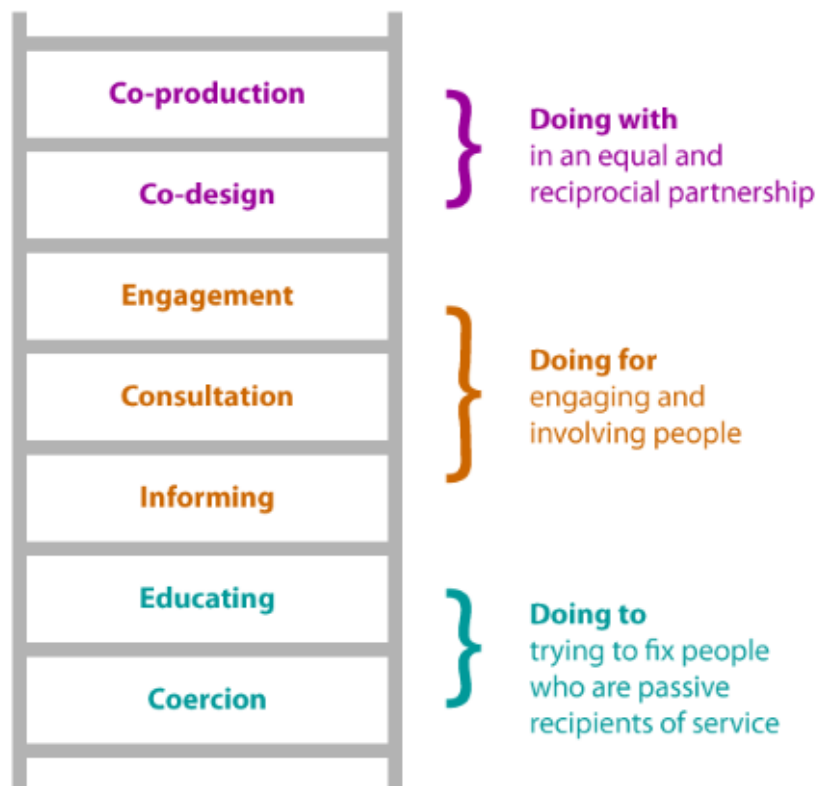 Co-production
Co-design
Doing with
in an equal and
reciprocial partnership
Engagement
Consultation
Informing
Doing for
engaging and
involving people
Educating
Coercion
Doing to
trying to fix people
who are passive
recipients of service